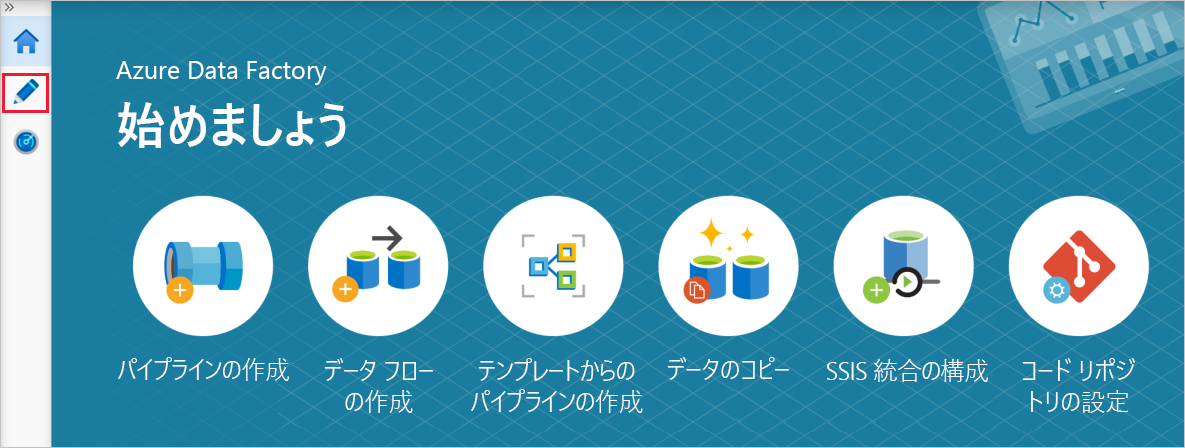 »
Azure Data Factory
始めましょう
パイプラインの作成
データ フロー
の作成
テンプレートからの
パイプラインの作成
データのコピー
SSIS 統合の構成
コード リポジ
トリの設定